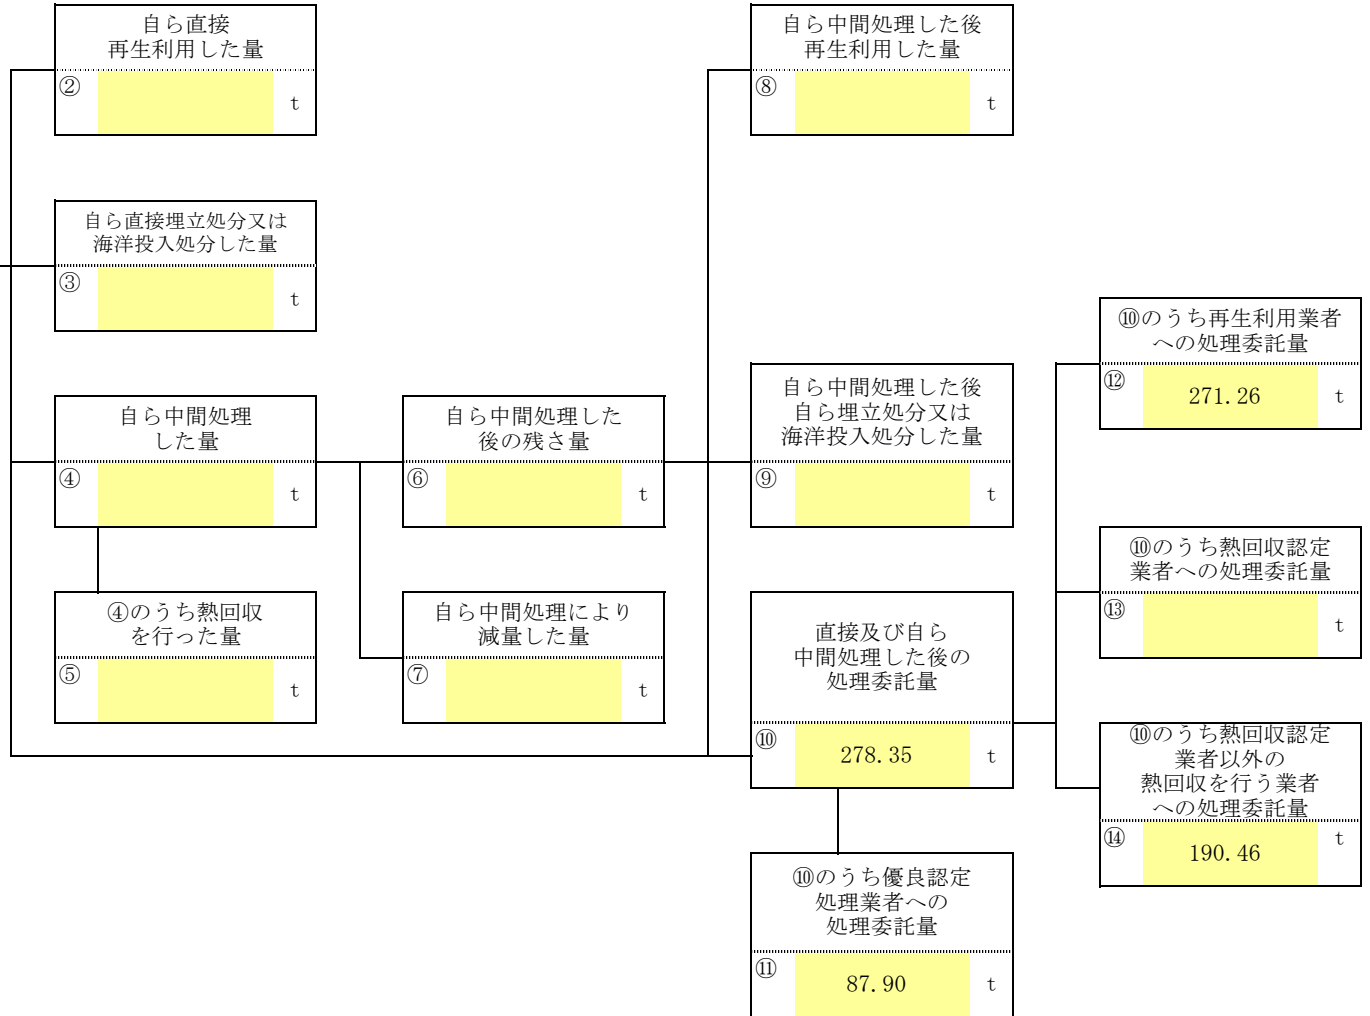 自ら直接
再生利用した量
②
t
自ら中間処理した後
再生利用した量
⑧
t
自ら直接埋立処分又は
海洋投入処分した量
③
t
⑩のうち再生利用業者
への処理委託量
⑫
271.26
t
自ら中間処理
した量
④
t
自ら中間処理した
後の残さ量
⑥
t
自ら中間処理した後
自ら埋立処分又は
海洋投入処分した量
⑨
t
⑩のうち熱回収認定
業者への処理委託量
⑬
t
④のうち熱回収
を行った量
⑤
t
自ら中間処理により
減量した量
⑦
t
直接及び自ら
中間処理した後の
処理委託量
⑩
278.35
t
⑩のうち熱回収認定
業者以外の
熱回収を行う業者
への処理委託量
⑭
190.46
t
⑩のうち優良認定
処理業者への
処理委託量
⑪
87.90
t